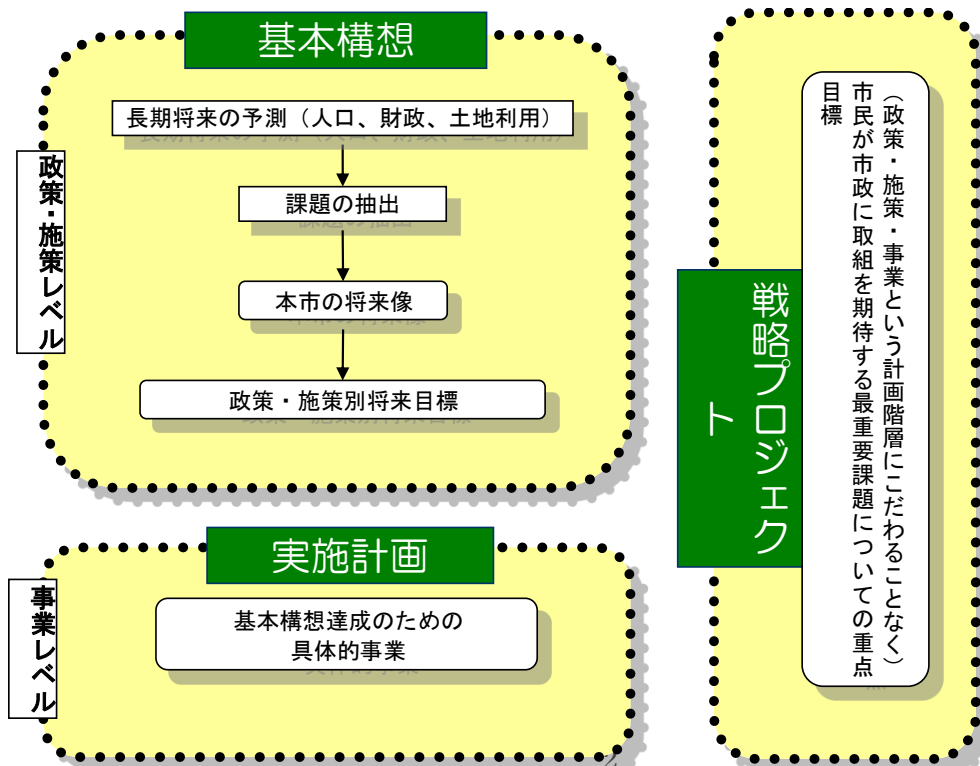 基本構想
政策・施策レベル
長期将来の予測（人口、財政、土地利用）
課題の抽出
本市の将来像
政策・施策別将来目標
実施計画
事業レベル
基本構想達成のための
具体的事業
戦略プロジェク
ト
（政策・施策・事業という計画階層にこだわることなく）
市民が市政に取組を期待する最重要課題についての重点
目標